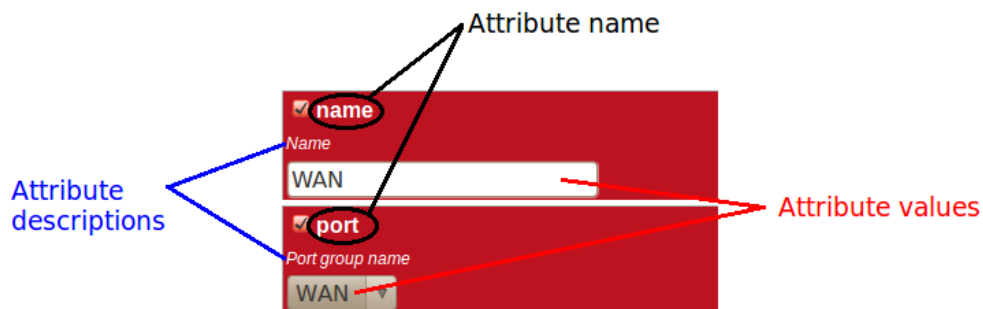 Attribute name
name
Name
WAN
Attribute
descriptions
Attribute values
port
Port group name
WAN